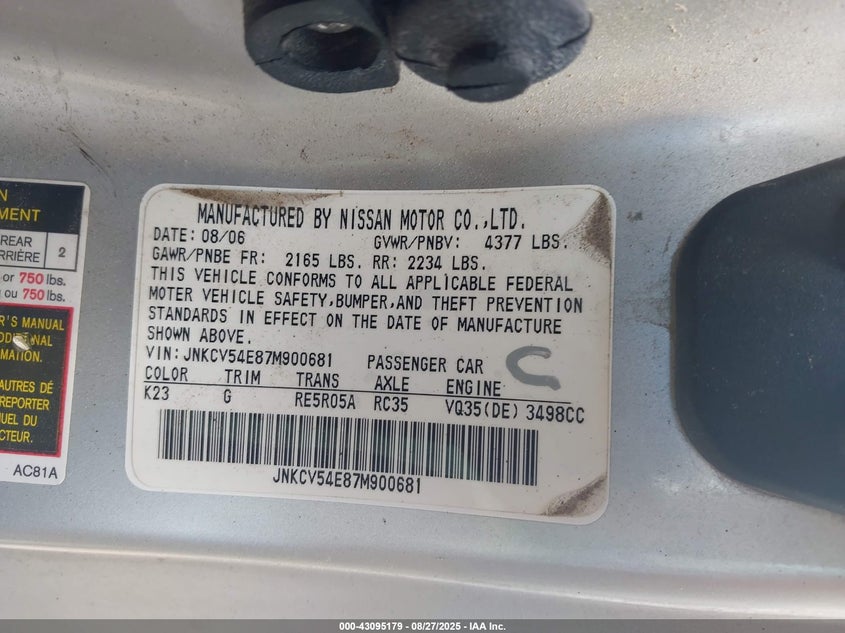 N
MENT
REAR
RRIÈRE
2
or 750 lbs.
ou 750 lbs.
R'S MANUAL
MATION.
AUTRES DÉ
REPORTER
NUEL DU
CTEUR.
AC81A
MANUFACTURED BY NISSAN MOTOR CO.,LTD.
DATE: 08/06 GVWR/PNBV: 4377 LBS.
GAWR/PNBE FR: 2165 LBS. RR: 2234 LBS.
THIS VEHICLE CONFORMS TO ALL APPLICABLE FEDERAL
MOTER VEHICLE SAFETY,BUMPER,AND THEFT PREVENTION
STANDARDS IN EFFECT ON THE DATE OF MANUFACTURE
SHOWN ABOVE.
VIN: JNKCV54E87M900681 PASSENGER CAR C
COLOR TRIM TRANS AXLE ENGINE
K23 G RE5R05A RC35 VQ35(DE) 3498CC
JNKCV54E87M900681
000-43095179 - 08/27/2025 - IAA Inc.